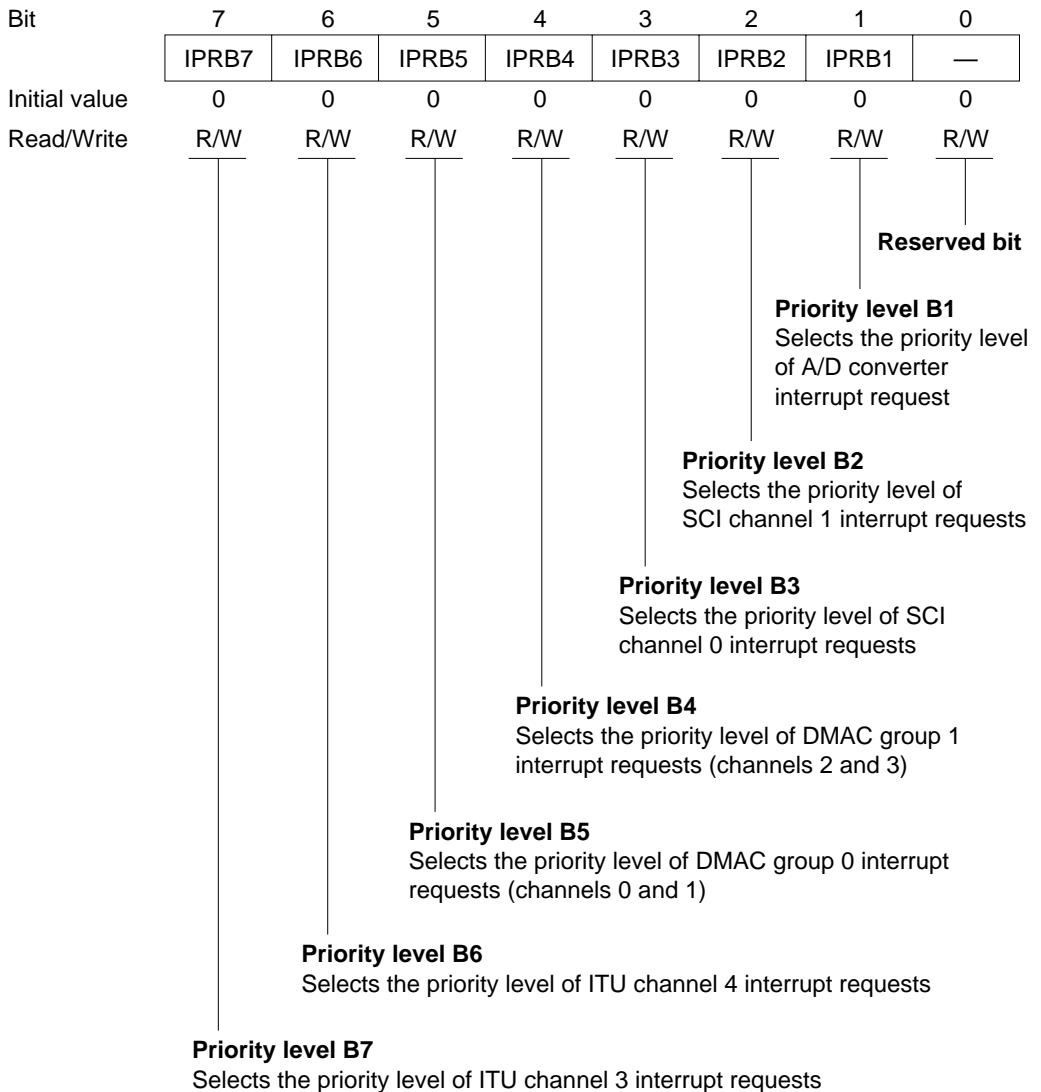 Bit 7 6 5 4 3 2 1 0
IPRB7 IPRB6 IPRB5 IPRB4 IPRB3 IPRB2 IPRB1 —
Initial value 0 0 0 0 0 0 0 0
Read/Write R/W R/W R/W R/W R/W R/W R/W R/W
Reserved bit
Priority level B1
Selects the priority level
of A/D converter
interrupt request
Priority level B2
Selects the priority level of
SCI channel 1 interrupt requests
Priority level B3
Selects the priority level of SCI
channel 0 interrupt requests
Priority level B4
Selects the priority level of DMAC group 1
interrupt requests (channels 2 and 3)
Priority level B5
Selects the priority level of DMAC group 0 interrupt
requests (channels 0 and 1)
Priority level B6
Selects the priority level of ITU channel 4 interrupt requests
Priority level B7
Selects the priority level of ITU channel 3 interrupt requests